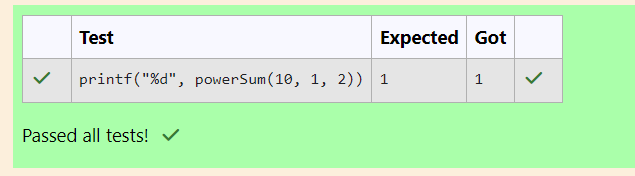 Test Expected Got
printf("%d", powerSum(10, 1, 2)) 1 1
Passed all tests!